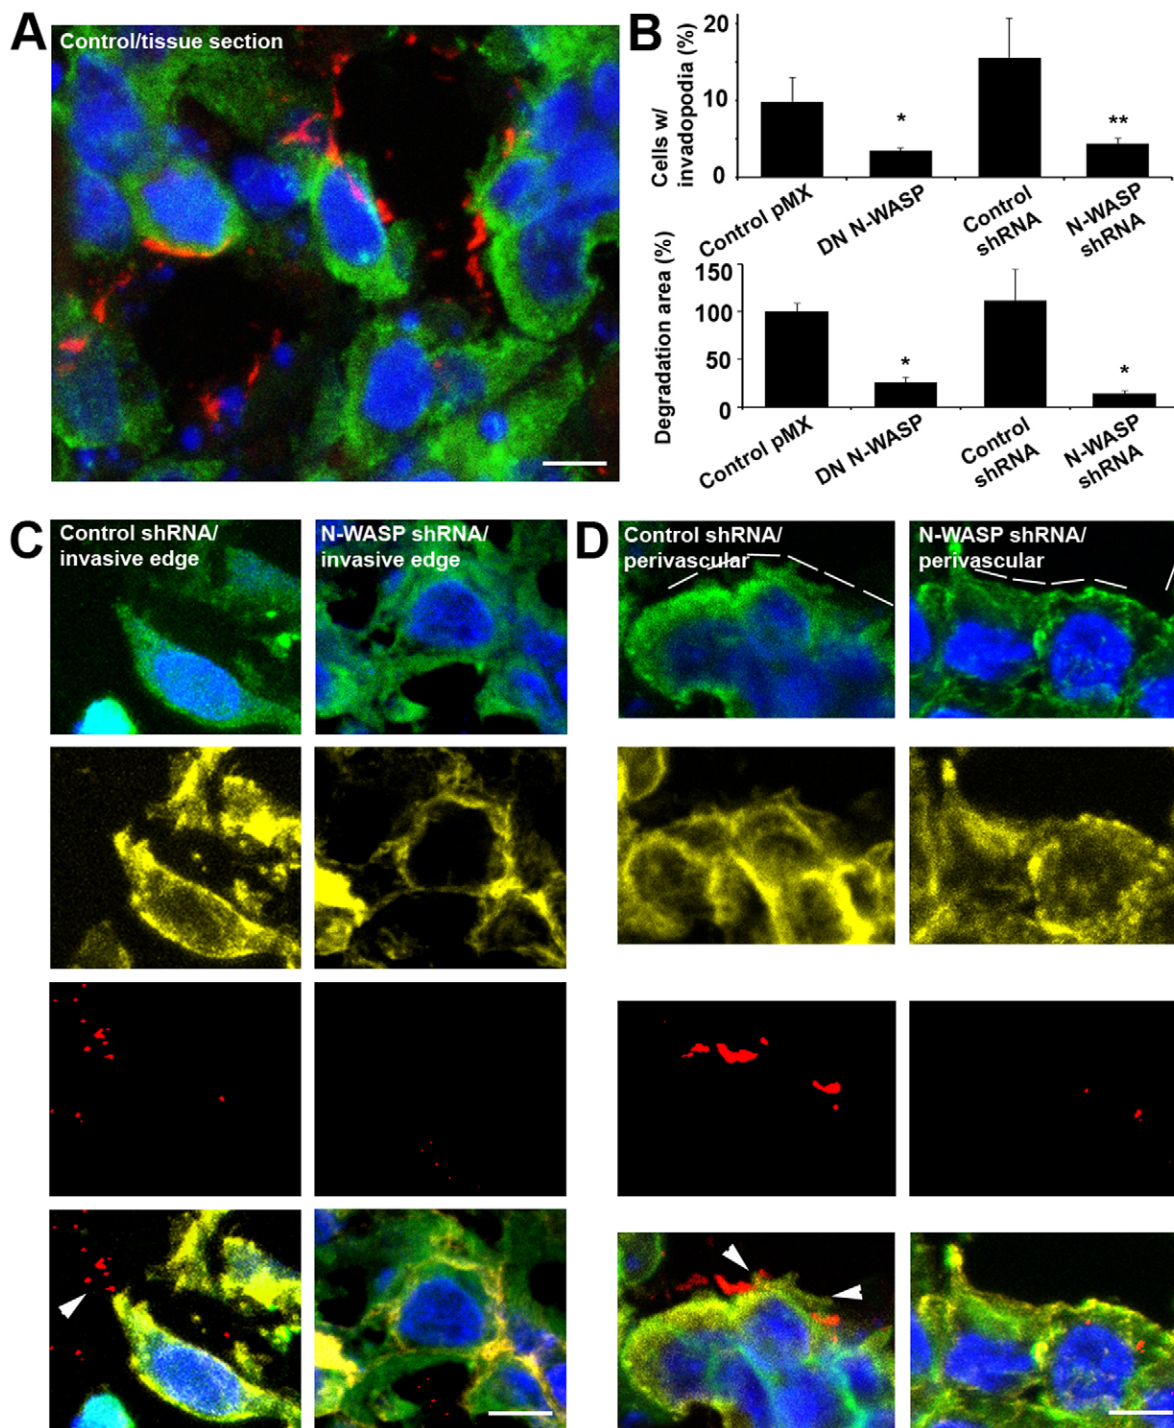 A
Control/tissue section
B
Cells w/
invadopodia (%)
20
10
0
*
**
Control pMX
DN N-WASP
Control
shRNA
N-WASP
shRNA
Degradation area (%)
150
100
50
0
*
*
Control pMX
DN N-WASP
Control
shRNA
N-WASP
shRNA
C
Control shRNA/
invasive edge
N-WASP shRNA/
invasive edge
D
Control shRNA/
perivascular
N-WASP shRNA/
perivascular